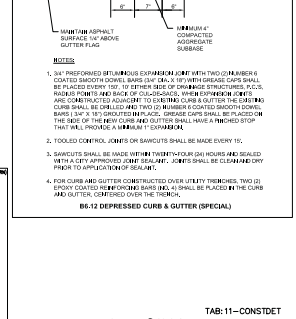 6" 7" 6"
MAINTAIN ASPHALT
SURFACE 1/4" ABOVE
GUTTER FLAG
MINIMUM 4"
COMPACTED
AGGREGATE
SUBBASE
NOTES:
1. 3/4" PREFORMED BITUMINOUS EXPANSION JOINT WITH TWO (2) NUMBER 6
COATED SMOOTH DOWEL BARS (3/4" DIA. X 18") WITH GREASE CAPS SHALL
BE PLACED EVERY 150', 10' EITHER SIDE OF DRAINAGE STRUCTURES, P.C.'S,
RADIUS POINTS AND BACK OF CUL-DE-SACS. WHEN EXPANSION JOINTS
ARE CONSTRUCTED ADJACENT TO EXISTING CURB & GUTTER THE EXISTING
CURB SHALL BE DRILLED AND TWO (2) NUMBER 6 COATED SMOOTH DOWEL
BARS (3/4" X 18") GROUTED IN PLACE. GREASE CAPS SHALL BE PLACED ON
THE SIDE OF THE NEW CURB AND GUTTER SHALL HAVE A PINCHED STOP
THAT WILL PROVIDE A MINIMUM 1" EXPANSION.
2. TOOLED CONTROL JOINTS OR SAWCUTS SHALL BE MADE EVERY 15'.
3. SAWCUTS SHALL BE MADE WITHIN TWENTY-FOUR (24) HOURS AND SEALED
WITH A CITY APPROVED JOINT SEALANT. JOINTS SHALL BE CLEAN AND DRY
PRIOR TO APPLICATION OF SEALANT.
4. FOR CURB AND GUTTER CONSTRUCTED OVER UTILITY TRENCHES, TWO (2)
EPOXY COATED REINFORCING BARS (NO. 4) SHALL BE PLACED IN THE CURB
AND GUTTER, CENTERED OVER THE TRENCH.
B6-12 DEPRESSED CURB & GUTTER (SPECIAL)
TAB: 11-CONSTDET